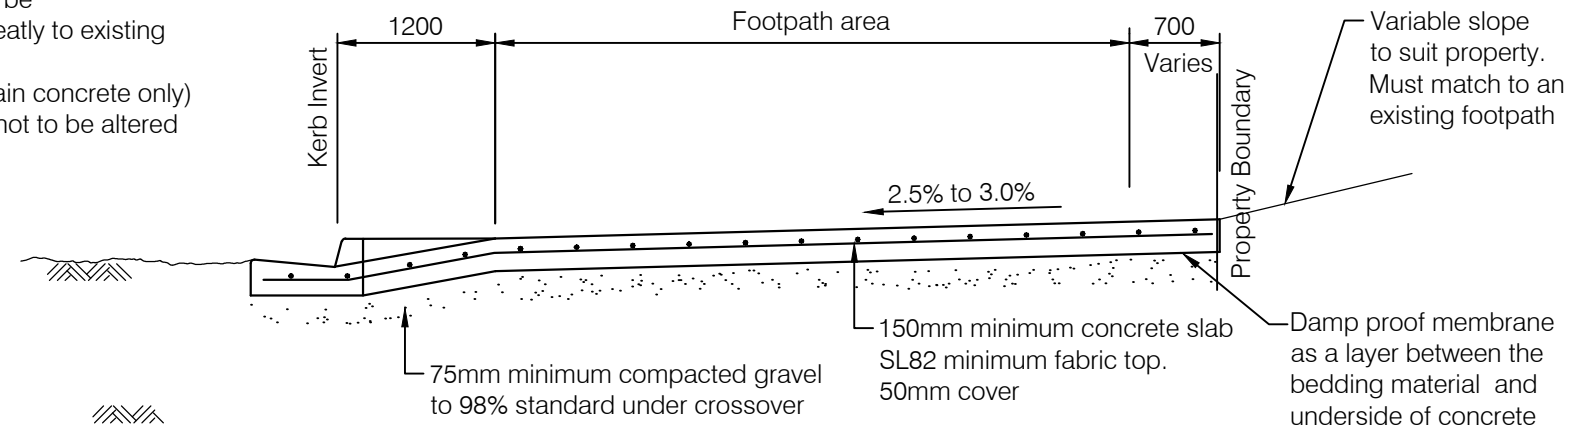 be
eatly to existing
ain concrete only)
not to be altered
1200
Footpath area
700
Varies
Kerb Invert
Property Boundary
Variable slope
to suit property.
Must match to an
existing footpath
2.5% to 3.0%
75mm minimum compacted gravel
to 98% standard under crossover
150mm minimum concrete slab
SL82 minimum fabric top.
50mm cover
Damp proof membrane
as a layer between the
bedding material and
underside of concrete